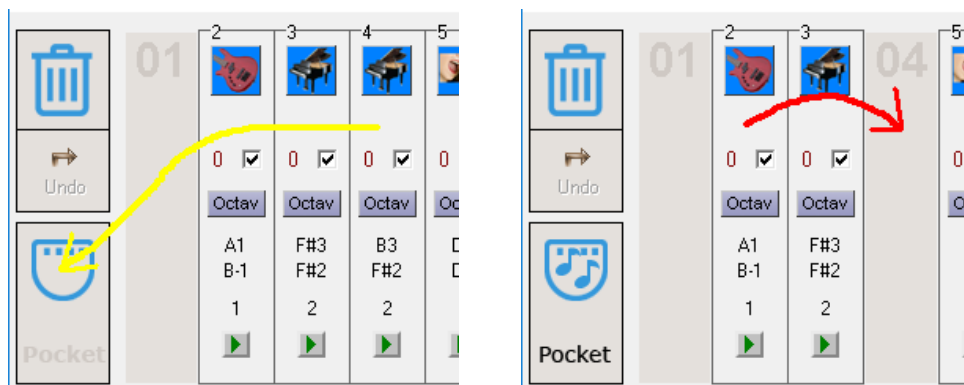 2 3 4 5
01
0 0 0 0
Undo
Octav Octav Octav Oc
A1 F#3 B3
B-1 F#2 F#2
1 2 2
Pocket
2 3 5
01 04
0 0 0
Undo
Octav Octav
A1 F#3
B-1 F#2
1 2
Pocket